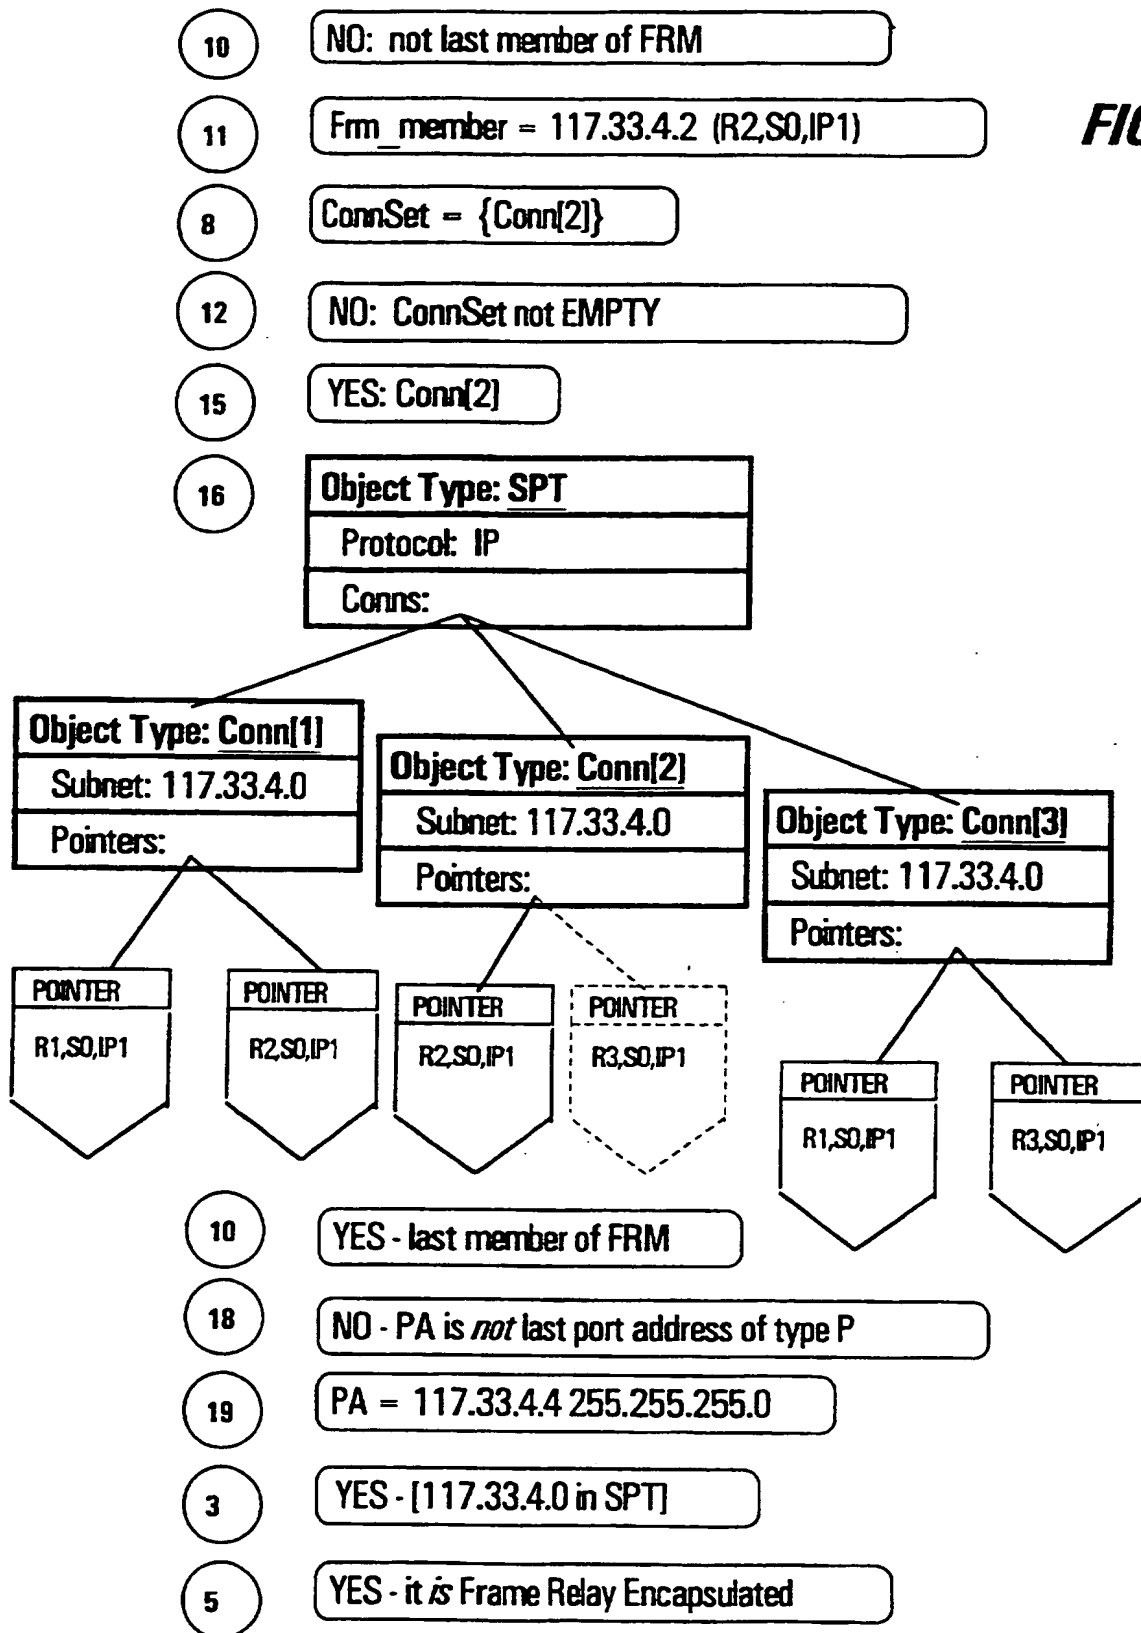 10 NO: not last member of FRM
11 Frm_member = 117.33.4.2 (R2,S0,IP1)
FIG
8 ConnSet = {Conn[2]}
12 NO: ConnSet not EMPTY
15 YES: Conn[2]
16 Object Type: SPT
Protocol: IP
Conns:
Object Type: Conn[1]
Subnet: 117.33.4.0
Pointers:
Object Type: Conn[2]
Subnet: 117.33.4.0
Pointers:
Object Type: Conn[3]
Subnet: 117.33.4.0
Pointers:
POINTER
R1,S0,IP1
POINTER
R2,S0,IP1
POINTER
R2,S0,IP1
POINTER
R3,S0,IP1
POINTER
R1,S0,IP1
POINTER
R3,S0,IP1
10 YES - last member of FRM
18 NO - PA is not last port address of type P
19 PA = 117.33.4.4 255.255.255.0
3 YES - [117.33.4.0 in SPT]
5 YES - it is Frame Relay Encapsulated